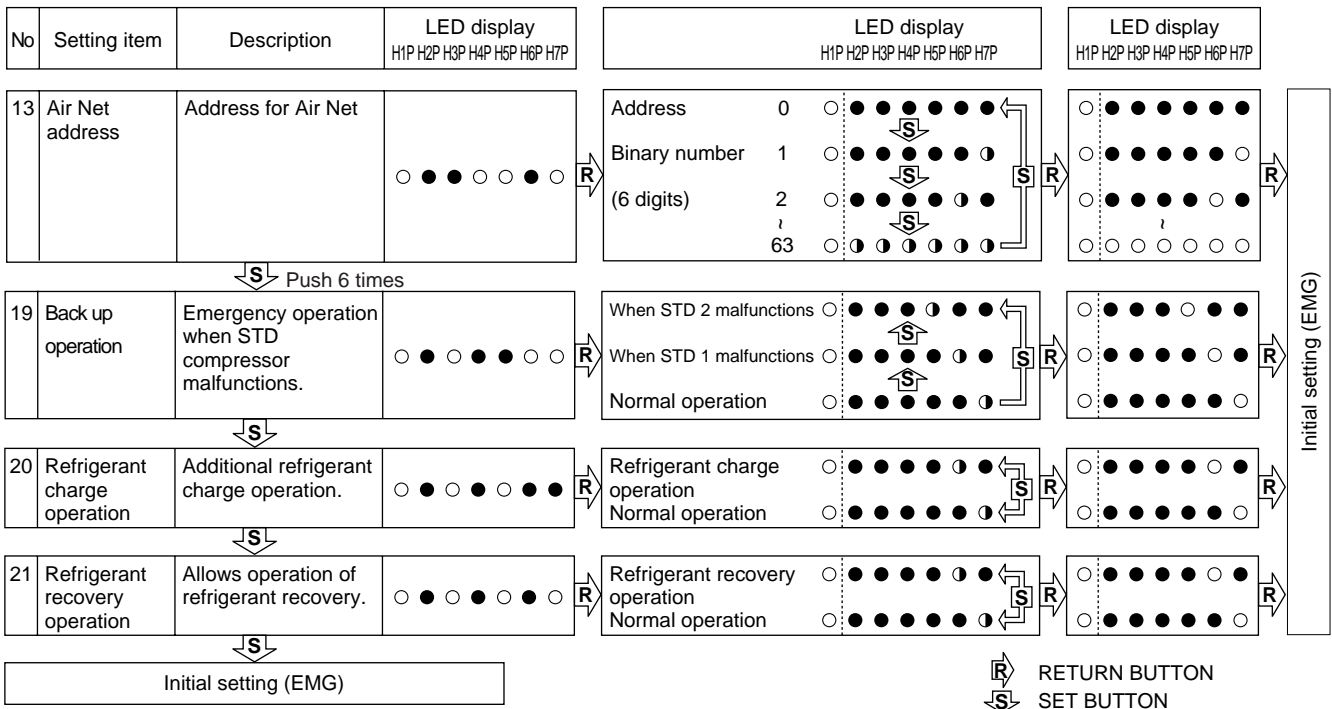 No Setting item Description LED display LED display LED display
H1P H2P H3P H4P H5P H6P H7P H1P H2P H3P H4P H5P H6P H7P H1P H2P H3P H4P H5P H6P H7P
13 Air Net address
Address for Air Net
R
Address 0
S
Binary number 1
S
(6 digits) 2
S
~
63
S
R
~
R
S Push 6 times
19 Back up
operation
Emergency operation
when STD
compressor
malfunctions.
R
When STD 2 malfunctions
S
When STD 1 malfunctions
S
Normal operation
S
R
R
S
20 Refrigerant
charge
operation
Additional refrigerant
charge operation.
R
Refrigerant charge
operation
Normal operation
S
R
R
S
21 Refrigerant
recovery
operation
Allows operation of
refrigerant recovery.
R
Refrigerant recovery
operation
Normal operation
S
R
R
S
Initial setting (EMG)
Initial setting (EMG)
R RETURN BUTTON
S SET BUTTON